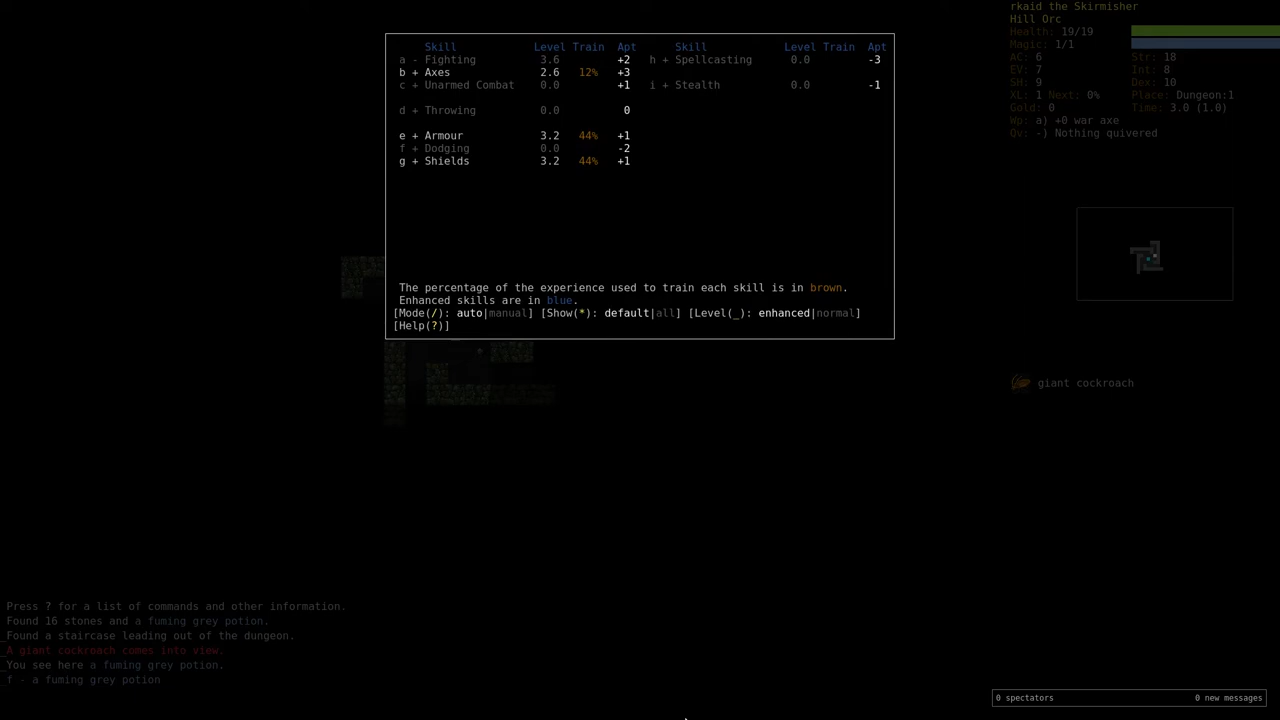 rkaid the Skirmisher
Hill Orc
Health: 19/19
Magic: 1/1
AC: 6 Str: 18
EV: 7 Int: 8
SH: 9 Dex: 10
XL: 1 Next: 0% Place: Dungeon:1
Gold: 0 Time: 3.0 (1.0)
Wp: a) +0 war axe
Qv: -) Nothing quivered
Skill Level Train Apt Skill Level Train Apt
a - Fighting 3.6 +2 h + Spellcasting 0.0 -3
b + Axes 2.6 12% +3
c + Unarmed Combat 0.0 +1 i + Stealth 0.0 -1
d + Throwing 0.0 0
e + Armour 3.2 44% +1
f + Dodging 0.0 -2
g + Shields 3.2 44% +1
The percentage of the experience used to train each skill is in brown.
Enhanced skills are in blue.
[Mode(/): auto|manual] [Show(*): default|all] [Level(_): enhanced|normal]
[Help(?)]
giant cockroach
Press ? for a list of commands and other information.
Found 16 stones and a fuming grey potion.
_Found a staircase leading out of the dungeon.
_A giant cockroach comes into view.
_You see here a fuming grey potion.
_f - a fuming grey potion
0 spectators 0 new messages